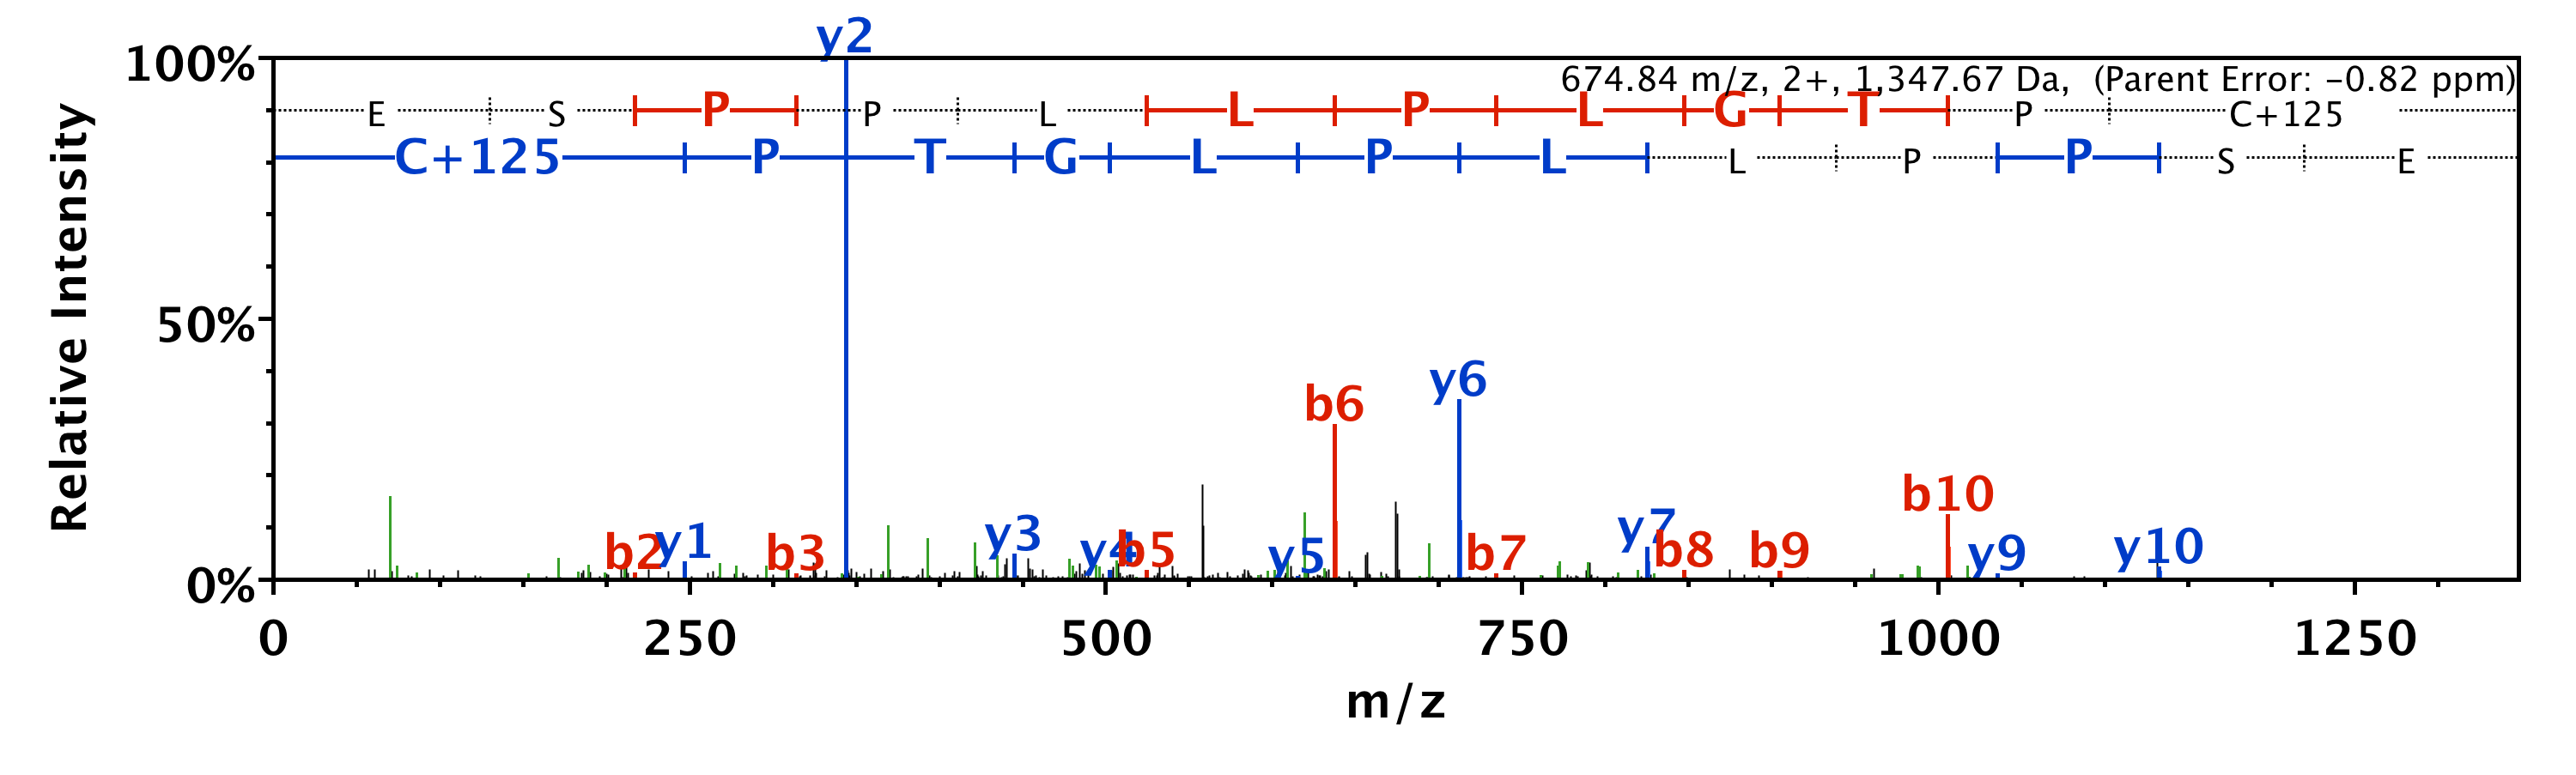 y2
100%
674.84 m/z, 2+, 1,347.67 Da, (Parent Error: −0.82 ppm)
E S P P L L P L G T P C+125
C+125 P T G L P L L P P S E
Relative Intensity
50%
y6
b6
b10
y7
y3
y1 y4 y10
b2 b3 b5 y5 b7 b8 b9 y9
0%
0 250 500 750 1000 1250
m/z